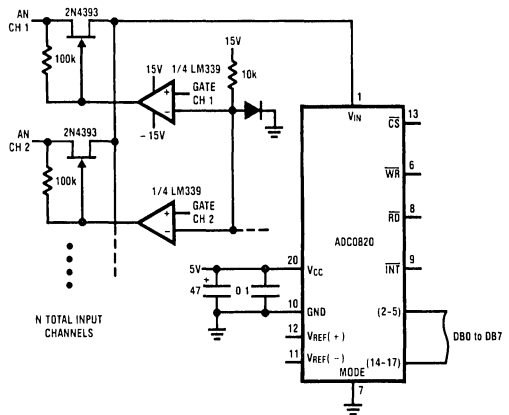 AN
CH 1
2N4393
100k
15V
1/4 LM339
+
−
GATE
CH 1
− 15V
15V
10k
AN
CH 2
2N4393
100k
1/4 LM339
+
−
GATE
CH 2
N TOTAL INPUT
CHANNELS
1
VIN
CS 13
WR 6
RD 8
ADC0820
INT 9
5V
20 VCC
+
47
0 1
10 GND
12 VREF(+)
11 VREF(−)
(2-5)
DB0 to DB7
(14-17)
MODE
7